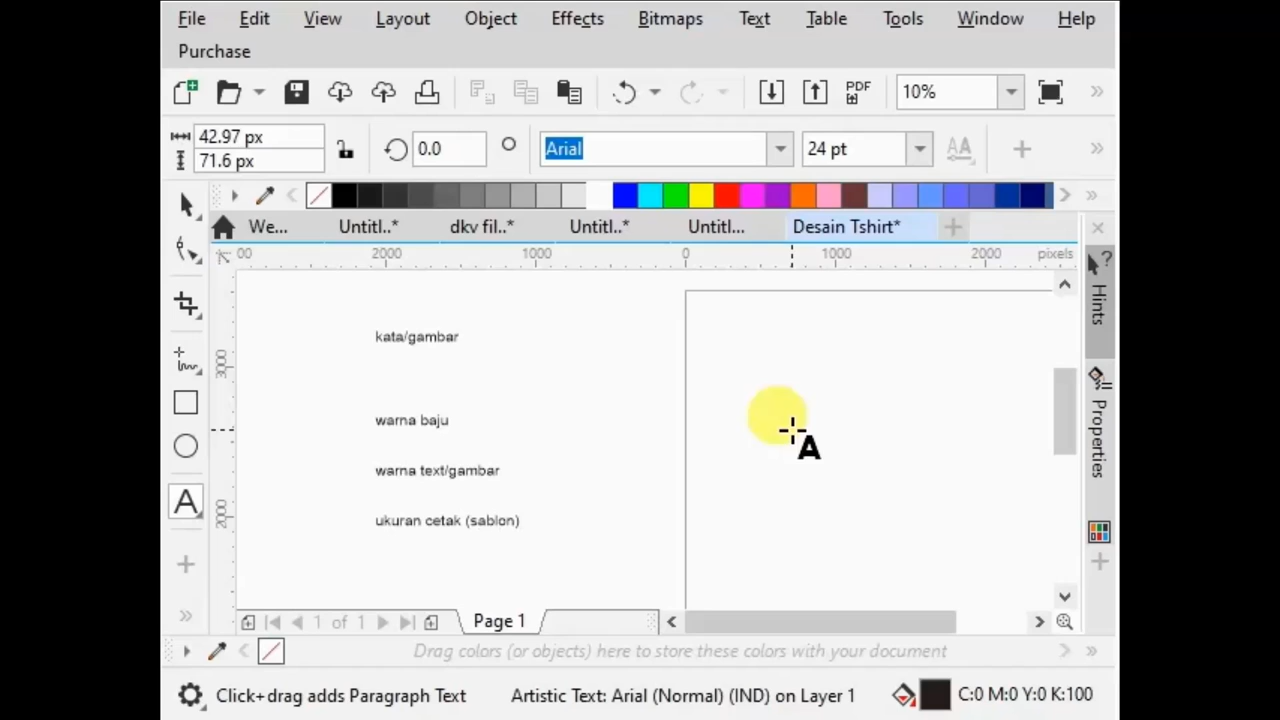 File Edit View Layout Object Effects Bitmaps Text Table Tools Window Help
Purchase
PDF 10%
42.97 px
71.6 px
0.0 Arial 24 pt
We... Untitl..* dkv fil..* Untitl..* Untitl... Desain Tshirt*
00 2000 1000 0 1000 2000 pixels
Hints
kata/gambar
3000
warna baju
Properties
warna text/gambar
ukuran cetak (sablon)
2000
1 of 1 Page 1
Drag colors (or objects) here to store these colors with your document
Click+drag adds Paragraph Text Artistic Text: Arial (Normal) (IND) on Layer 1 C:0 M:0 Y:0 K:100